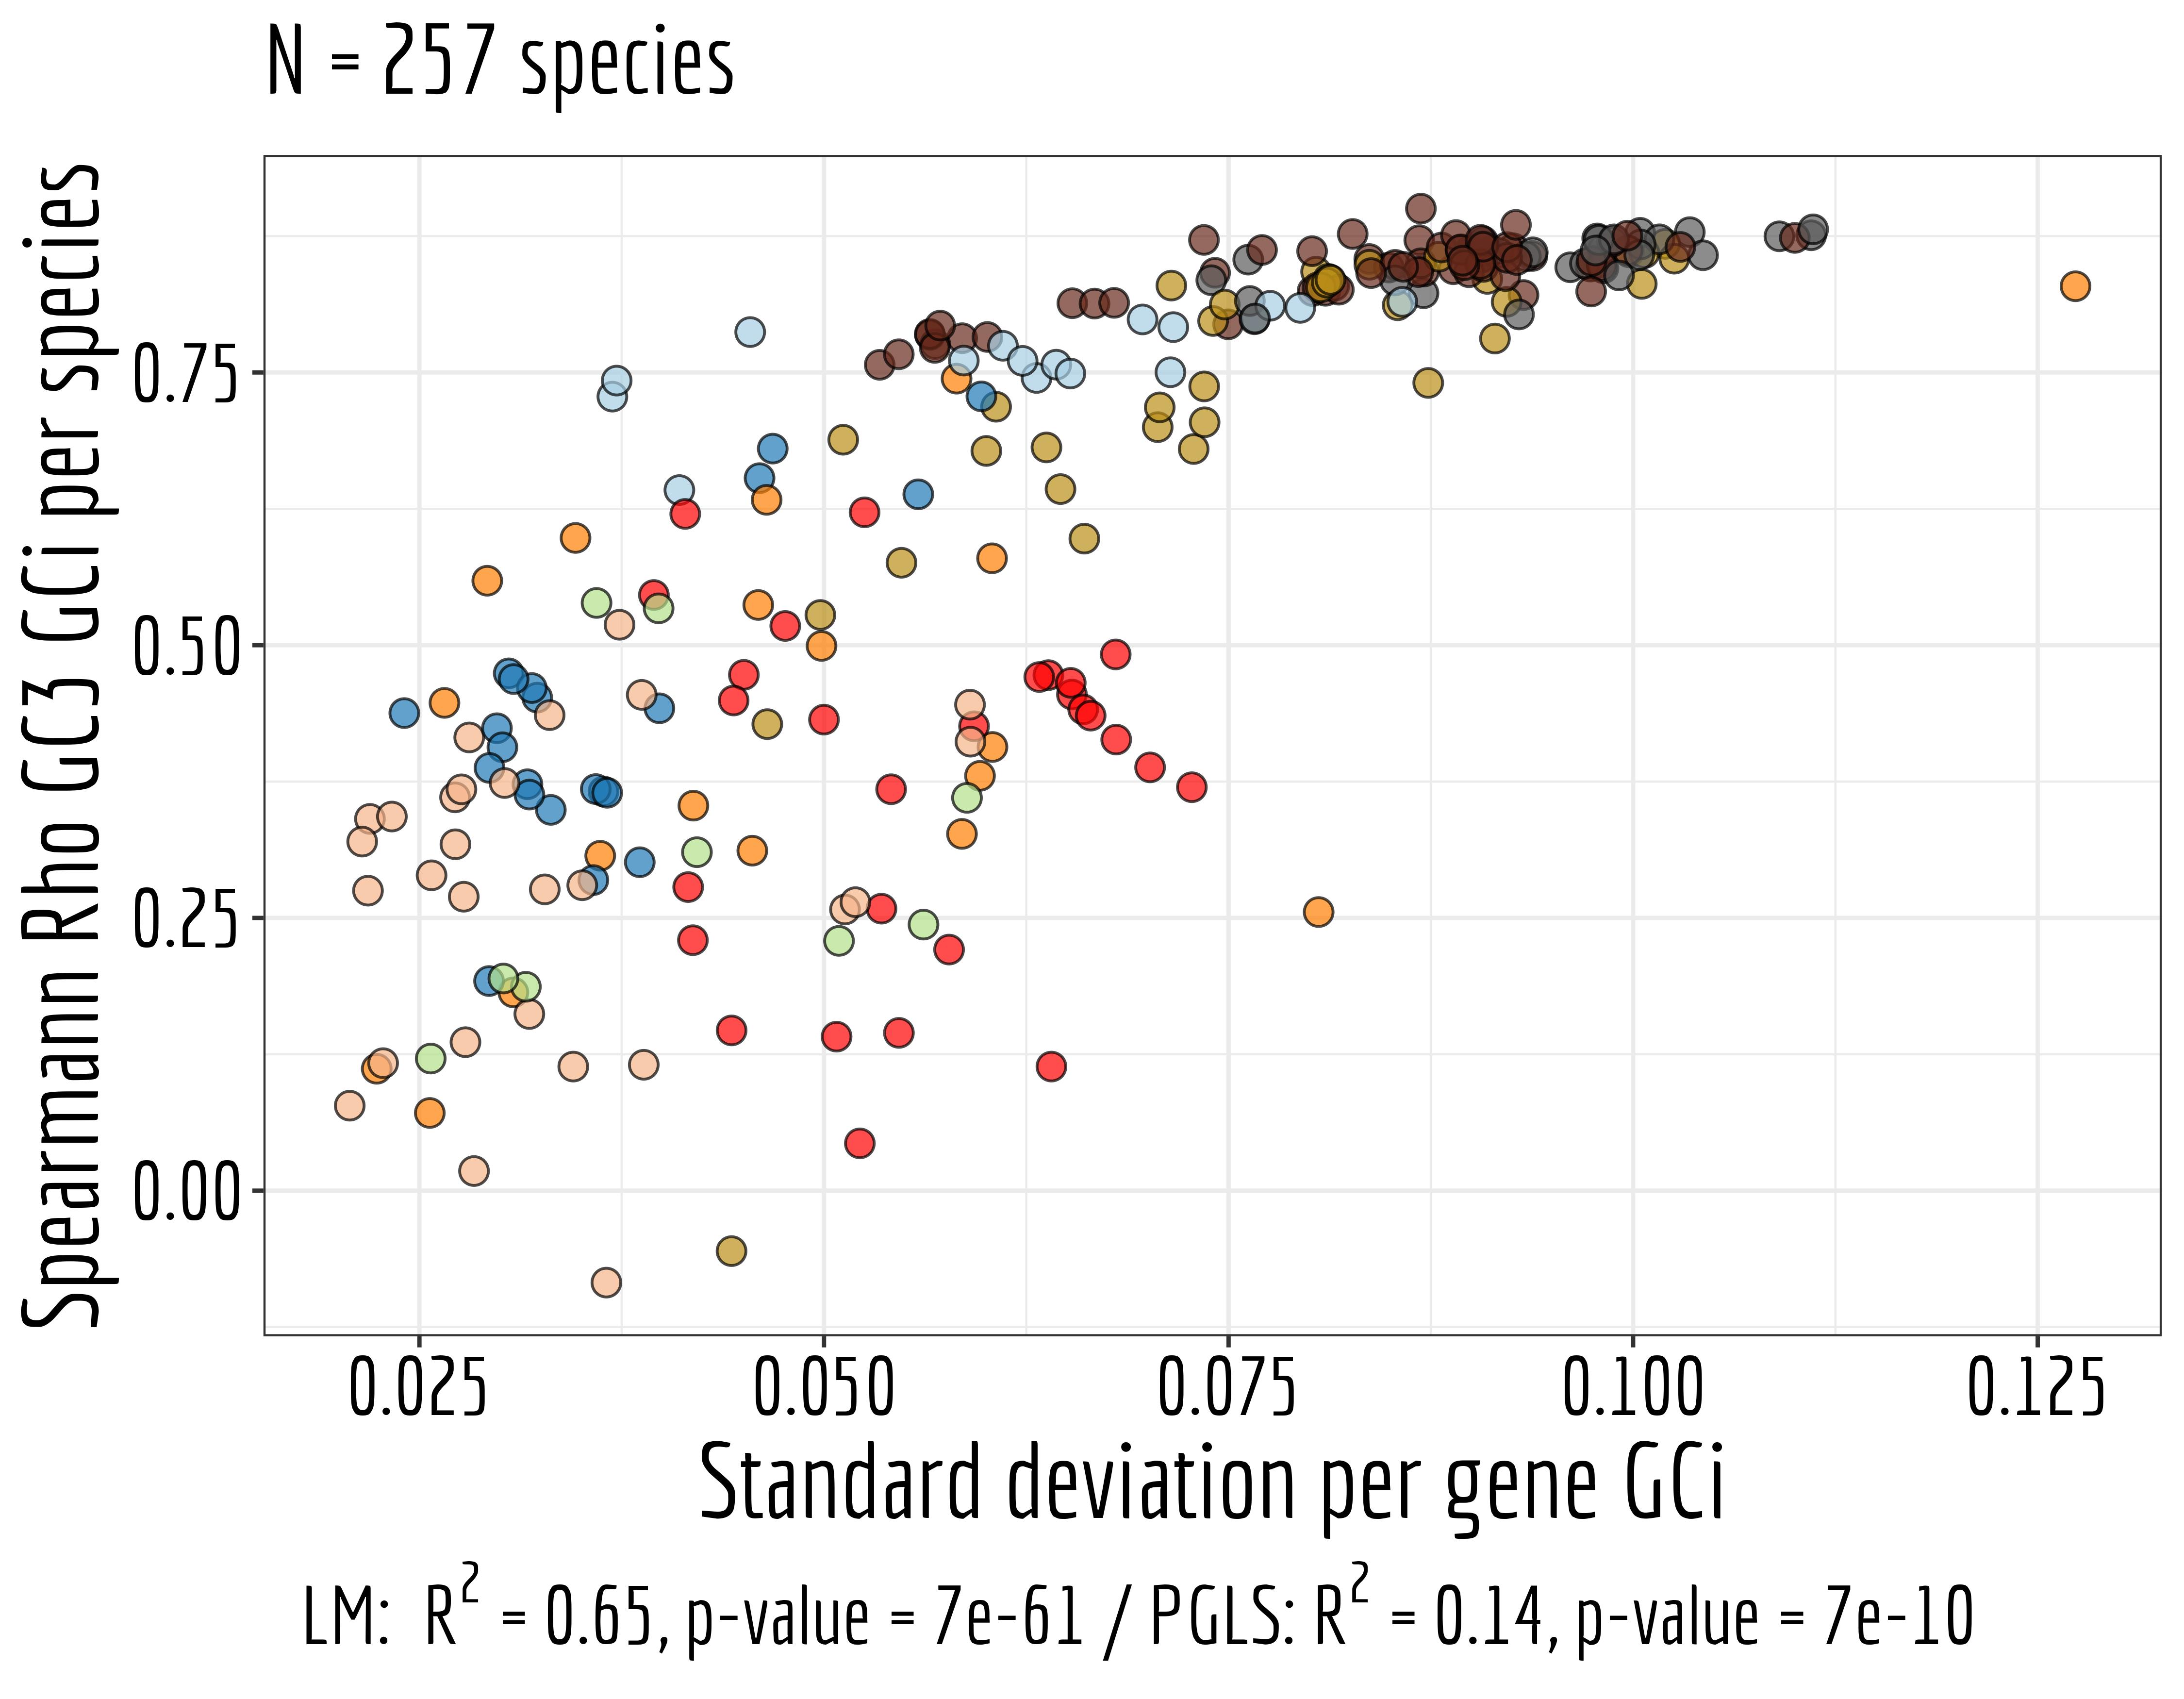 N = 257 species
Spearmann Rho GC3 GCi per species
0.75
0.50
0.25
0.00
0.025 0.050 0.075 0.100 0.125
Standard deviation per gene GCi
LM: R² = 0.65, p-value = 7e-61 / PGLS: R² = 0.14, p-value = 7e-10